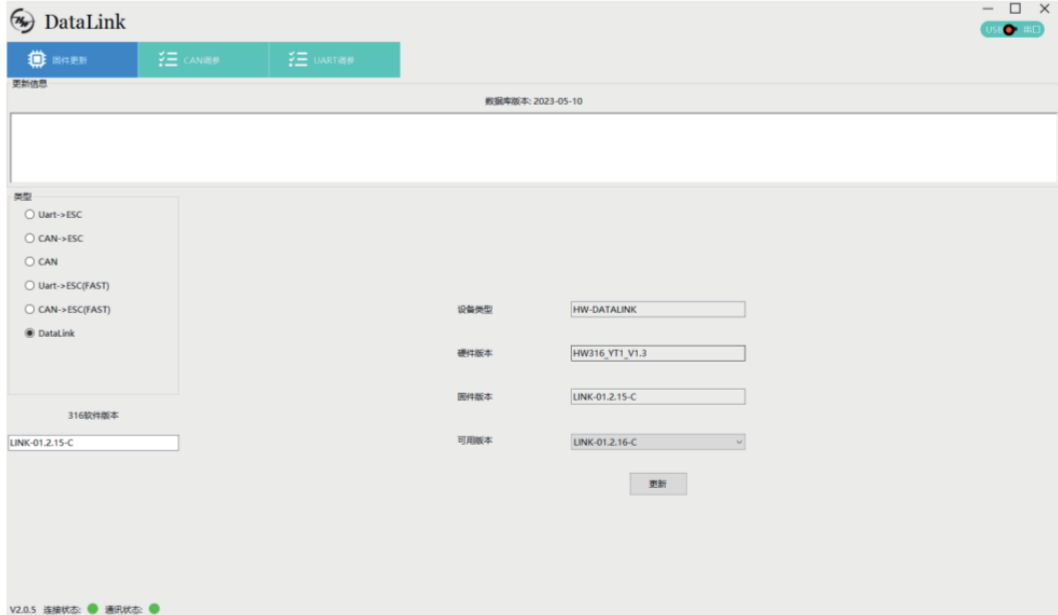 DataLink
USB 串口
固件更新 CAN调参 UART调参
更新信息
数据库版本: 2023-05-10
类型
Uart->ESC
CAN->ESC
CAN
Uart->ESC(FAST)
CAN->ESC(FAST)
DataLink
316软件版本
LINK-01.2.15-C
设备类型 HW-DATALINK
硬件版本 HW316_YT1_V1.3
固件版本 LINK-01.2.15-C
可用版本 LINK-01.2.16-C
更新
V2.0.5 连接状态: 通讯状态: